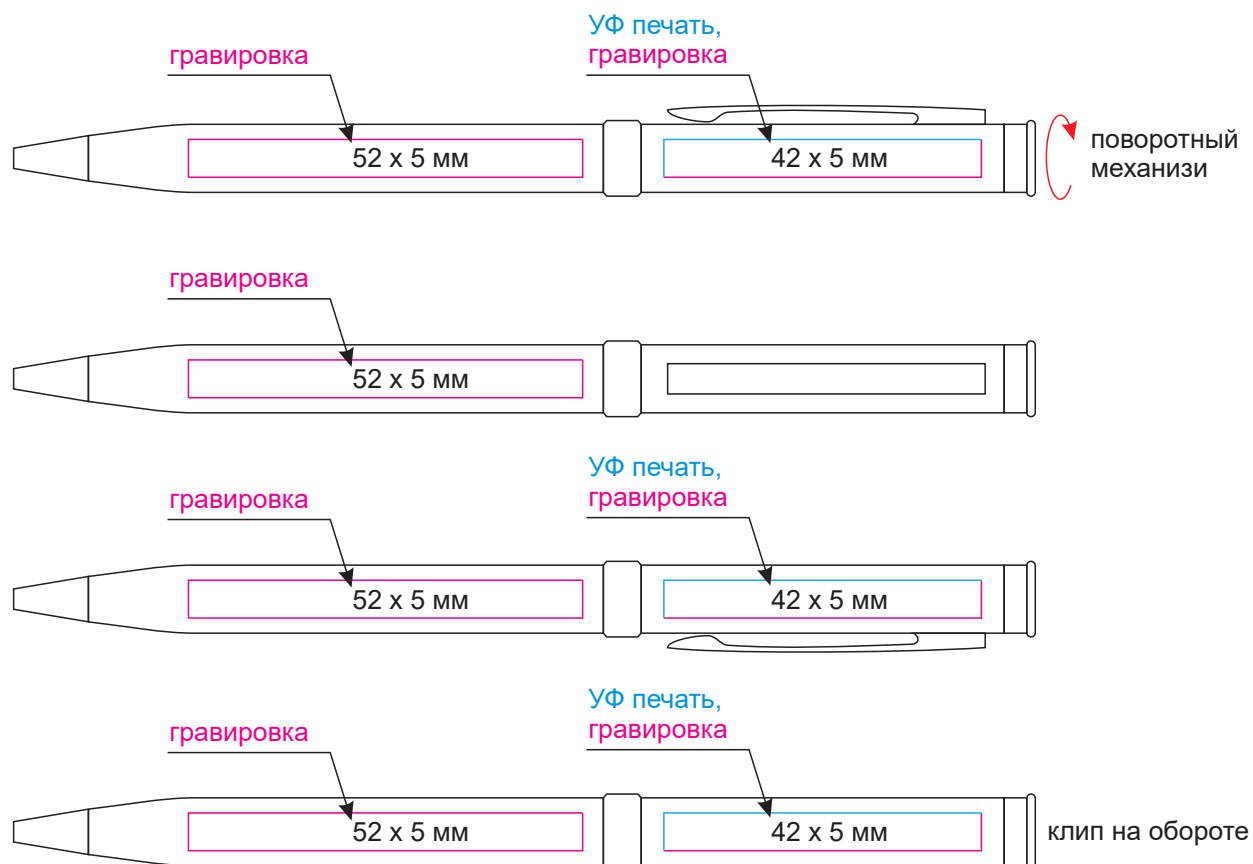 УФ печать,
гравировка
гравировка
52 x 5 мм
42 x 5 мм
поворотный
механизи
гравировка
52 x 5 мм
УФ печать,
гравировка
гравировка
52 x 5 мм
42 x 5 мм
УФ печать,
гравировка
гравировка
52 x 5 мм
42 x 5 мм
клип на обороте